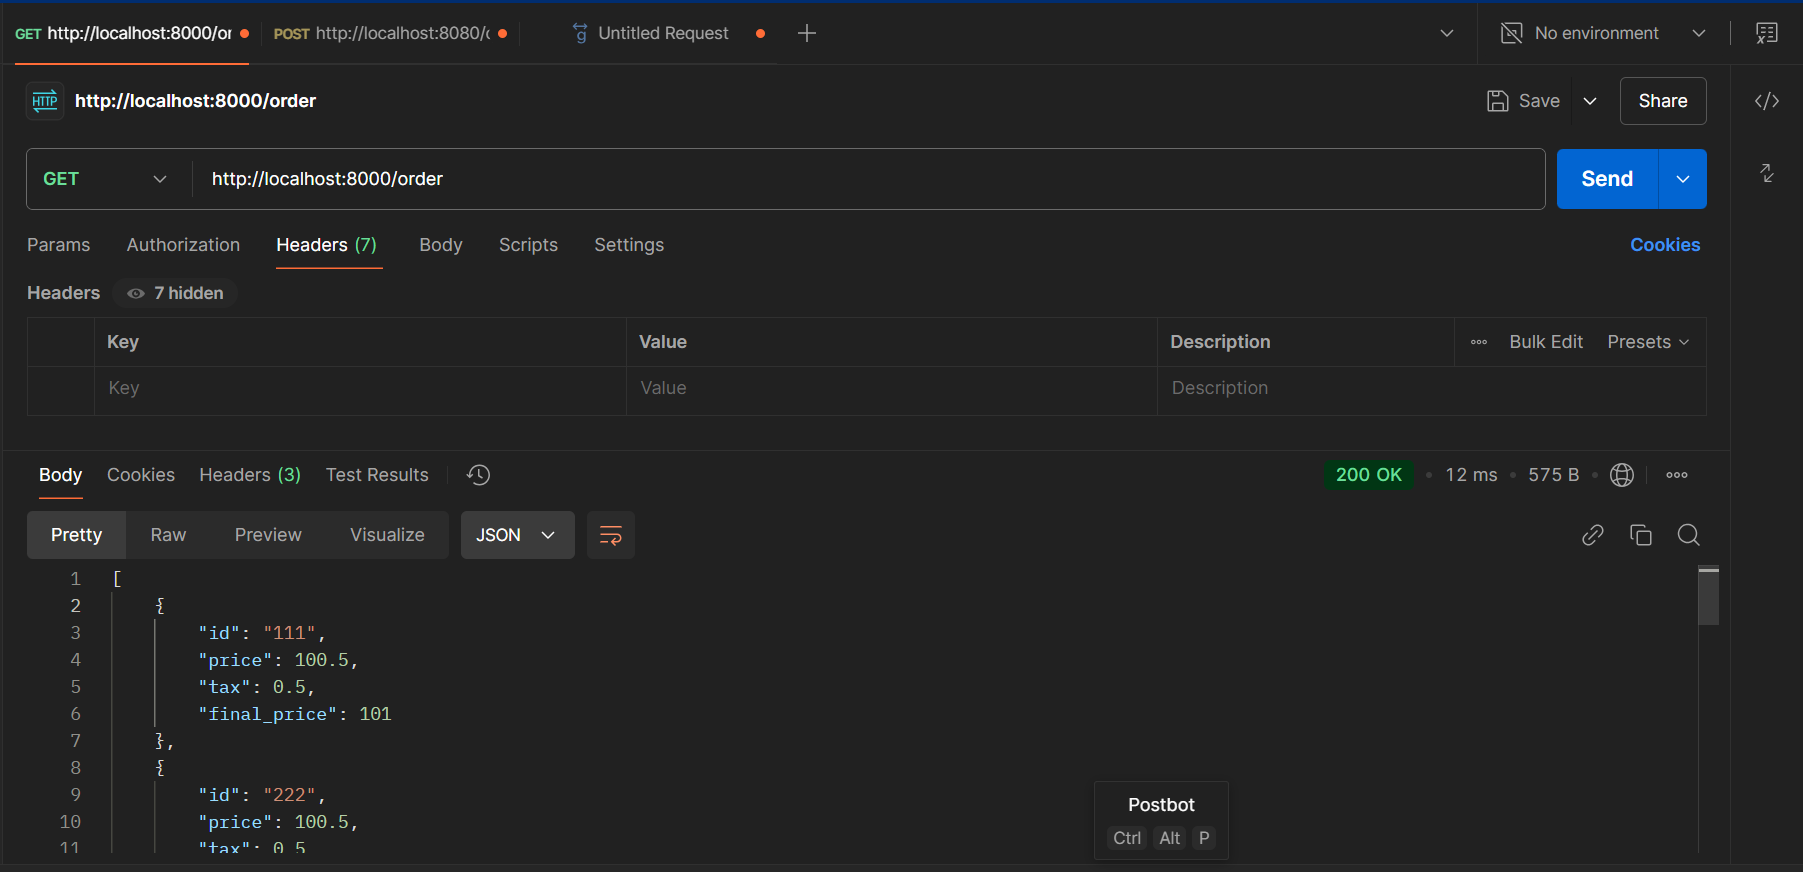 GET http://localhost:8000/or POST http://localhost:8080/ Untitled Request No environment
HTTP http://localhost:8000/order Save Share
GET http://localhost:8000/order Send
Params Authorization Headers (7) Body Scripts Settings Cookies
Headers 7 hidden
Key Value Description Bulk Edit Presets
Key Value Description
Body Cookies Headers (3) Test Results 200 OK • 12 ms • 575 B •
Pretty Raw Preview Visualize JSON
1 [
2 {
3 "id": "111",
4 "price": 100.5,
5 "tax": 0.5,
6 "final_price": 101
7 },
8 {
9 "id": "222",
10 "price": 100.5,
11 "tax": 0.5
Postbot
Ctrl Alt P